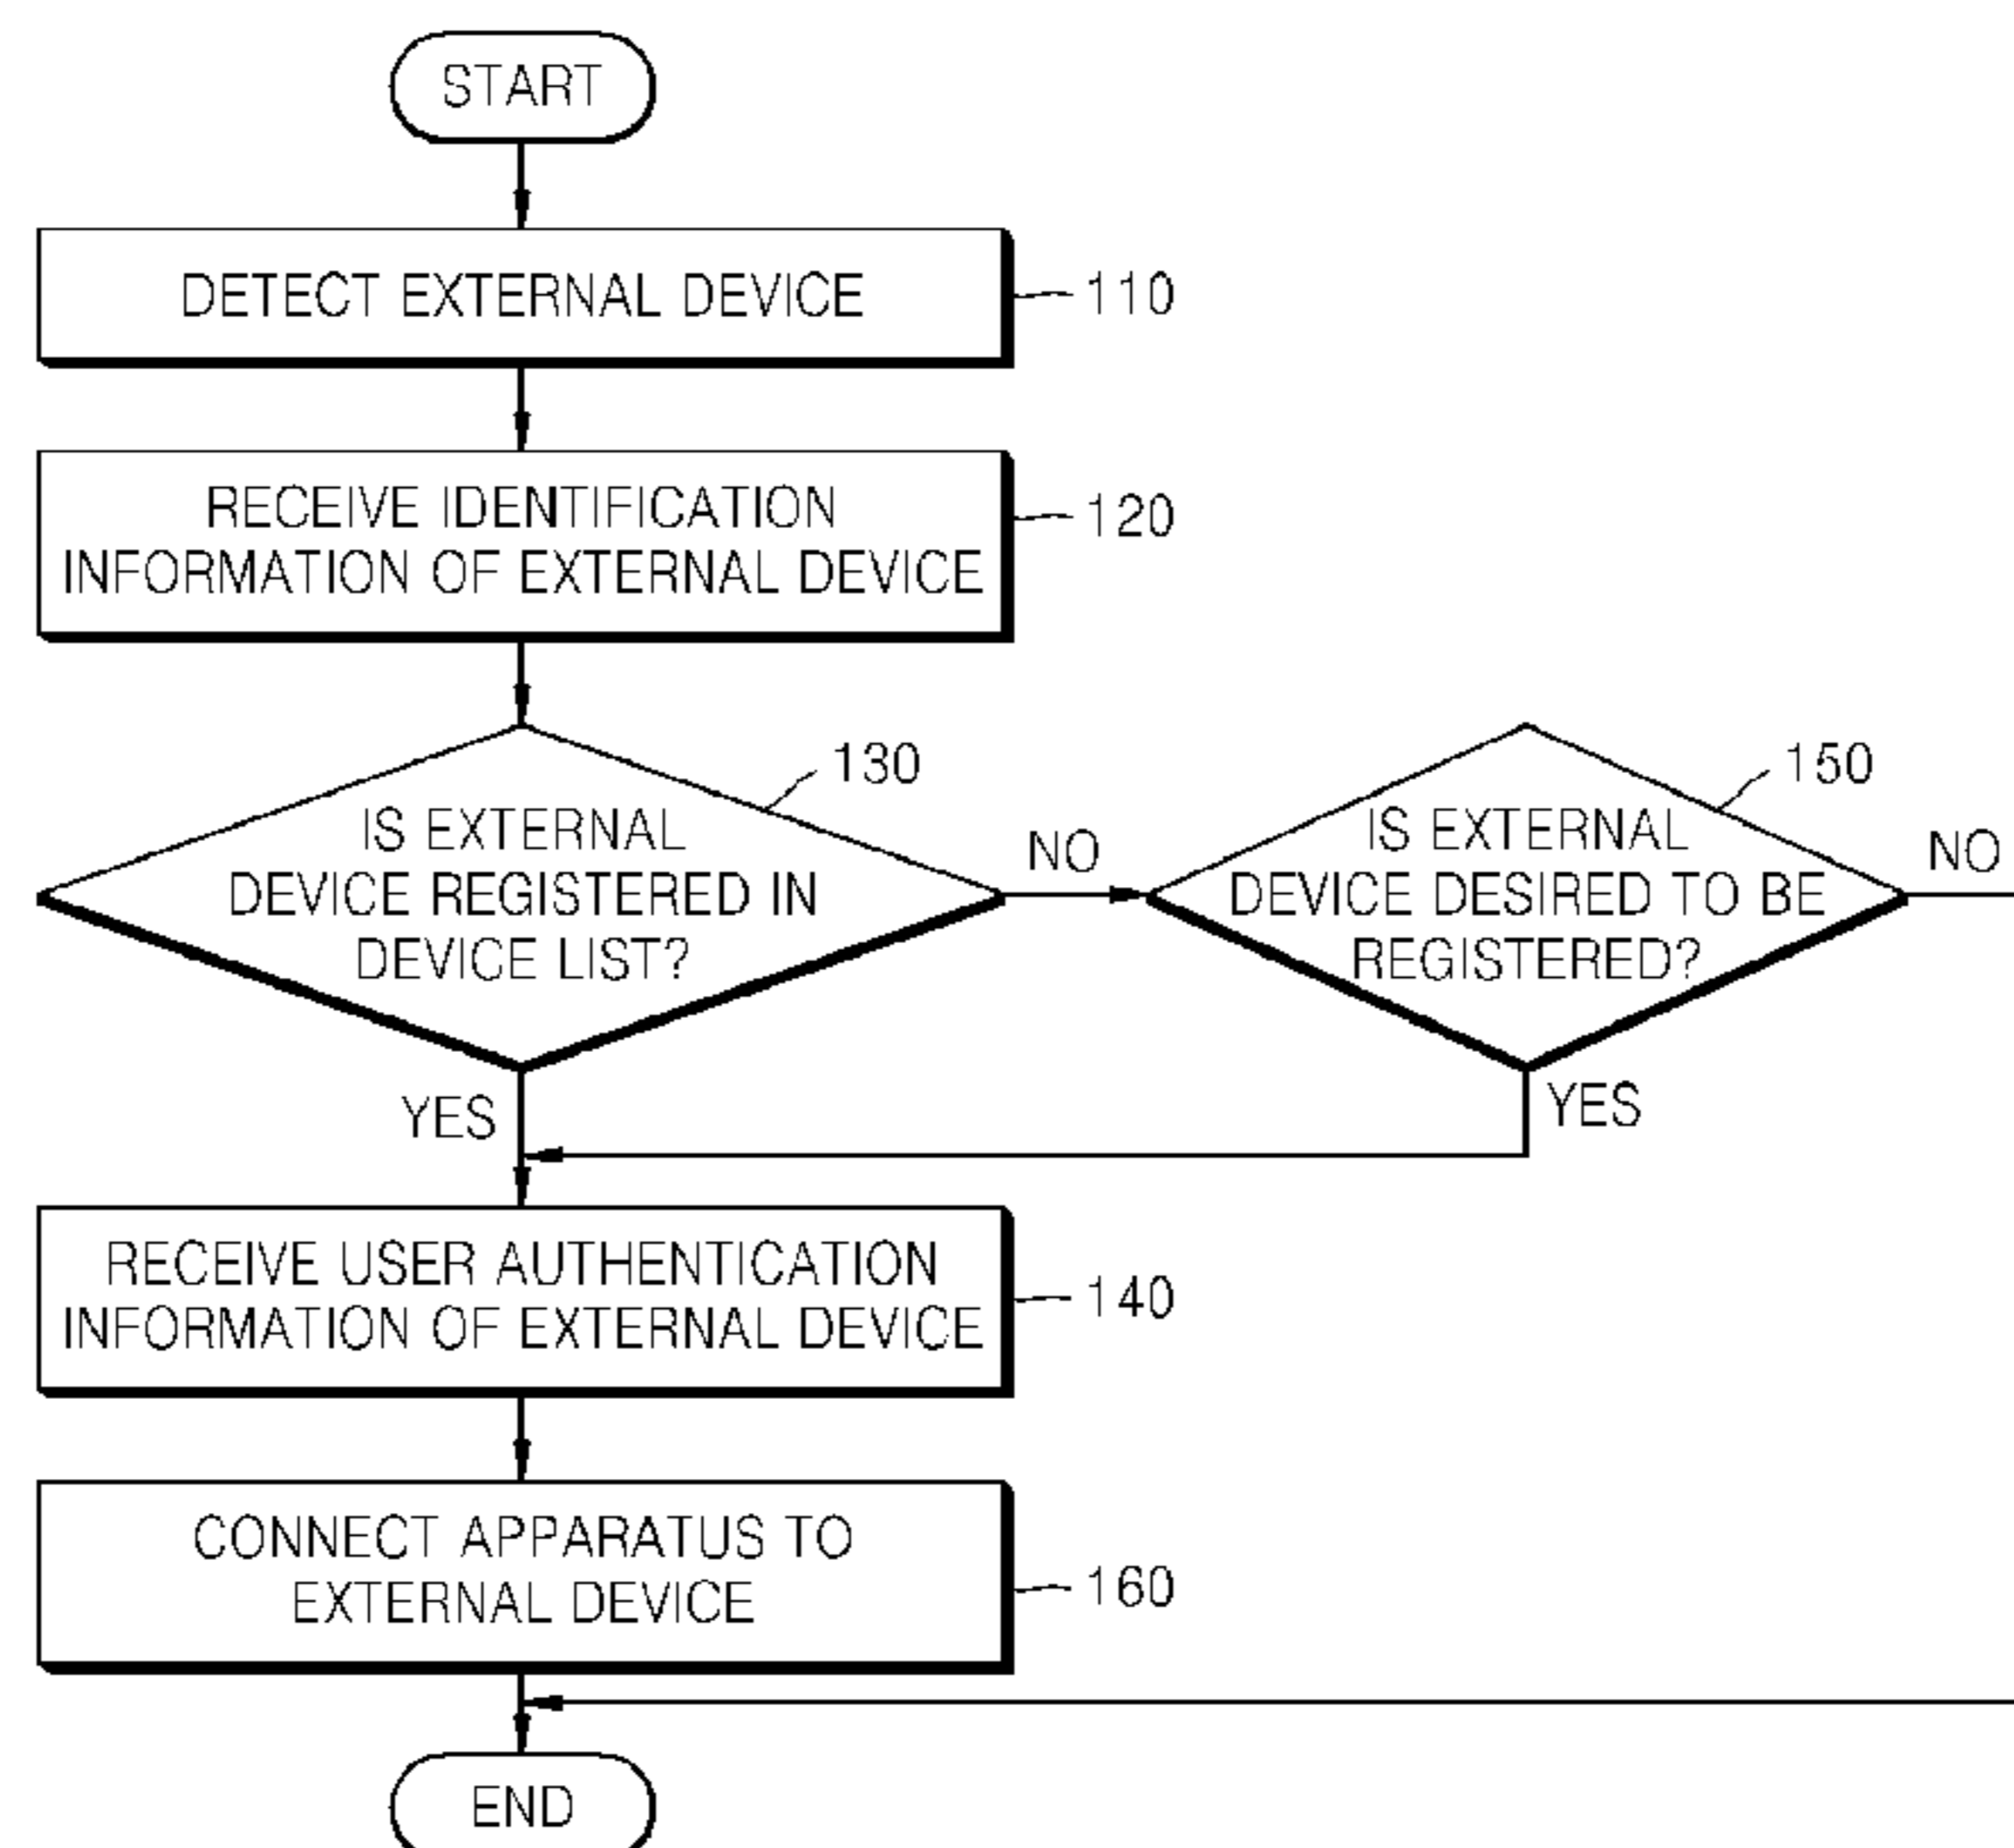 START
DETECT EXTERNAL DEVICE
110
RECEIVE IDENTIFICATION
INFORMATION OF EXTERNAL DEVICE
120
130
IS EXTERNAL
DEVICE REGISTERED IN
DEVICE LIST?
NO
150
IS EXTERNAL
DEVICE DESIRED TO BE
REGISTERED?
NO
YES
YES
RECEIVE USER AUTHENTICATION
INFORMATION OF EXTERNAL DEVICE
140
CONNECT APPARATUS TO
EXTERNAL DEVICE
160
END